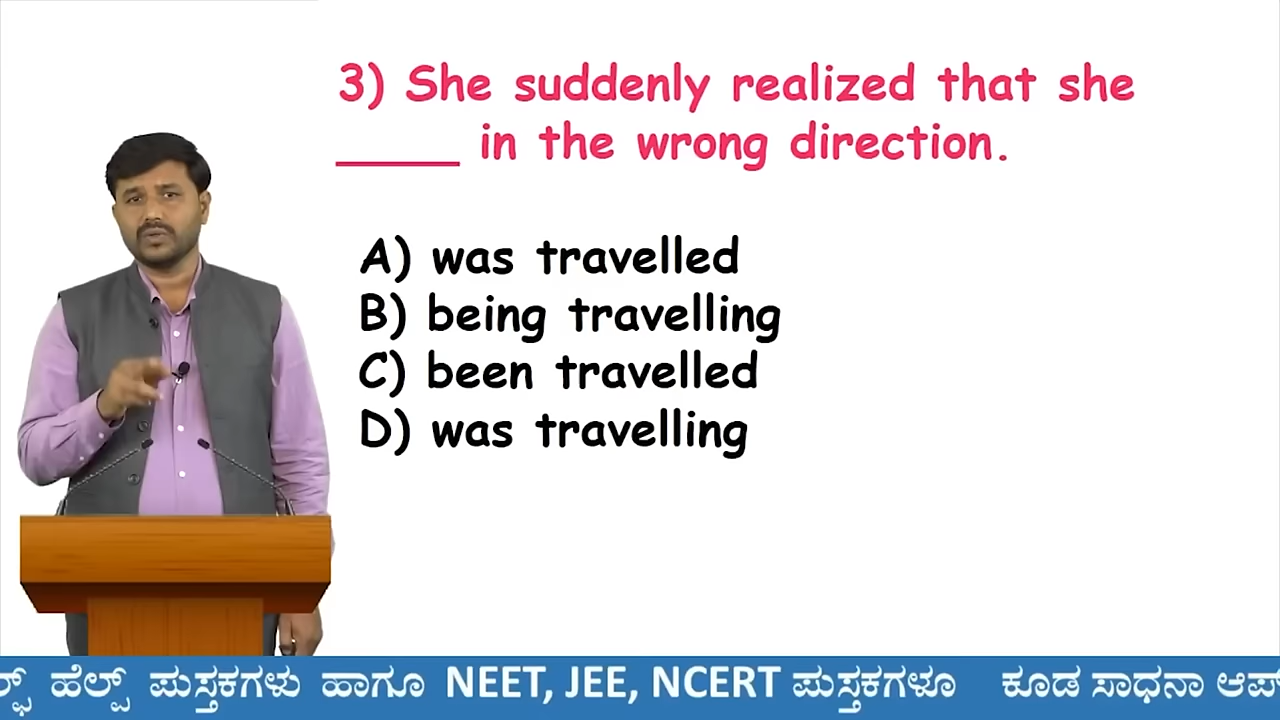 3) She suddenly realized that she
_____ in the wrong direction.
A) was travelled
B) being travelling
C) been travelled
D) was travelling
ಹೆಲ್ಪ್ ಪುಸ್ತಕಗಳು ಹಾಗೂ NEET, JEE, NCERT ಪುಸ್ತಕಗಳೂ ಕೂಡ ಸಾಧನಾ